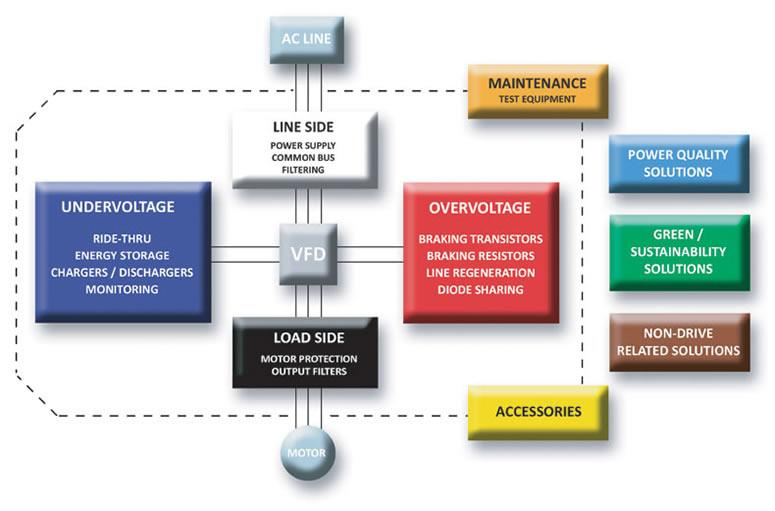 AC LINE
MAINTENANCE
TEST EQUIPMENT
LINE SIDE
POWER SUPPLY
COMMON BUS
FILTERING
POWER QUALITY
SOLUTIONS
UNDERVOLTAGE
RIDE-THRU
ENERGY STORAGE
CHARGERS / DISCHARGERS
MONITORING
VFD
OVERVOLTAGE
BRAKING TRANSISTORS
BRAKING RESISTORS
LINE REGENERATION
DIODE SHARING
GREEN /
SUSTAINABILITY
SOLUTIONS
LOAD SIDE
MOTOR PROTECTION
OUTPUT FILTERS
NON-DRIVE
RELATED SOLUTIONS
ACCESSORIES
MOTOR